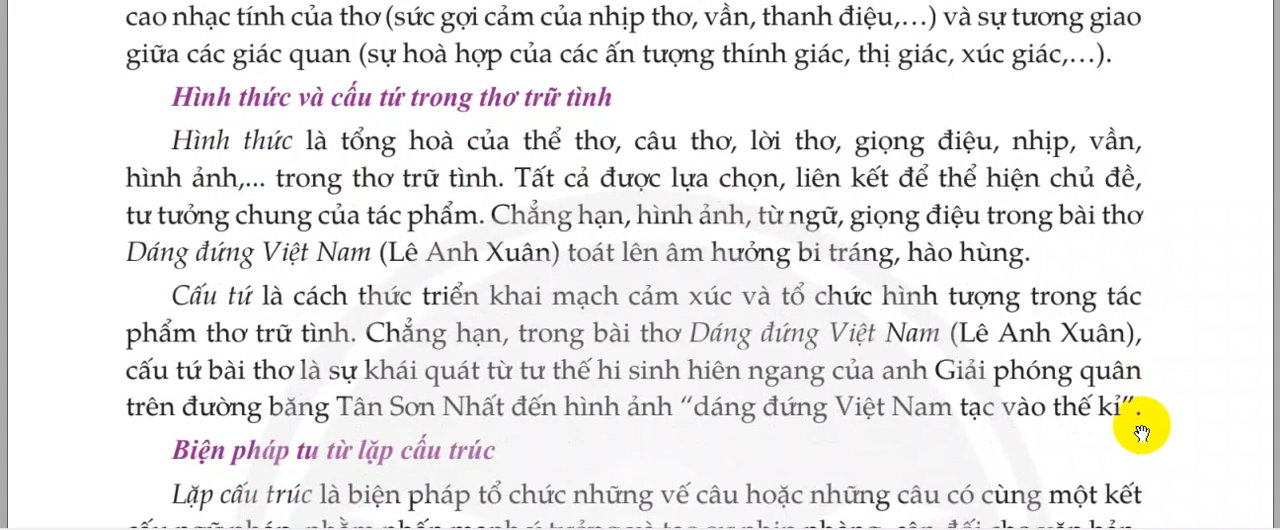 cao nhạc tính của thơ (sức gợi cảm của nhịp thơ, vần, thanh điệu,…) và sự tương giao
giữa các giác quan (sự hoà hợp của các ấn tượng thính giác, thị giác, xúc giác,…).
Hình thức và cấu tứ trong thơ trữ tình
Hình thức là tổng hoà của thể thơ, câu thơ, lời thơ, giọng điệu, nhịp, vần,
hình ảnh,... trong thơ trữ tình. Tất cả được lựa chọn, liên kết để thể hiện chủ đề,
tư tưởng chung của tác phẩm. Chẳng hạn, hình ảnh, từ ngữ, giọng điệu trong bài thơ
Dáng đứng Việt Nam (Lê Anh Xuân) toát lên âm hưởng bi tráng, hào hùng.
Cấu tứ là cách thức triển khai mạch cảm xúc và tổ chức hình tượng trong tác
phẩm thơ trữ tình. Chẳng hạn, trong bài thơ Dáng đứng Việt Nam (Lê Anh Xuân),
cấu tứ bài thơ là sự khái quát từ tư thế hi sinh hiên ngang của anh Giải phóng quân
trên đường băng Tân Sơn Nhất đến hình ảnh “dáng đứng Việt Nam tạc vào thế kỉ”.
Biện pháp tu từ lặp cấu trúc
Lặp cấu trúc là biện pháp tổ chức những vế câu hoặc những câu có cùng một kết